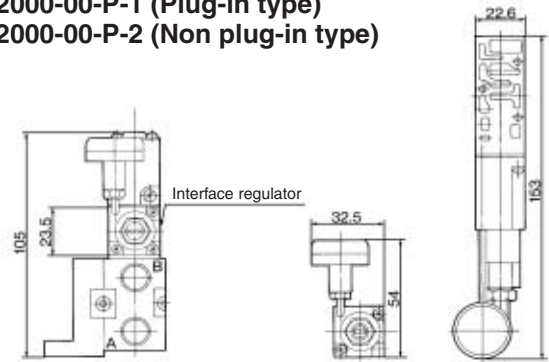 2000-00-P-1 (Plug-in type)
2000-00-P-2 (Non plug-in type)
22.6
Interface regulator
32.5
105
23.5
54
153
B
A